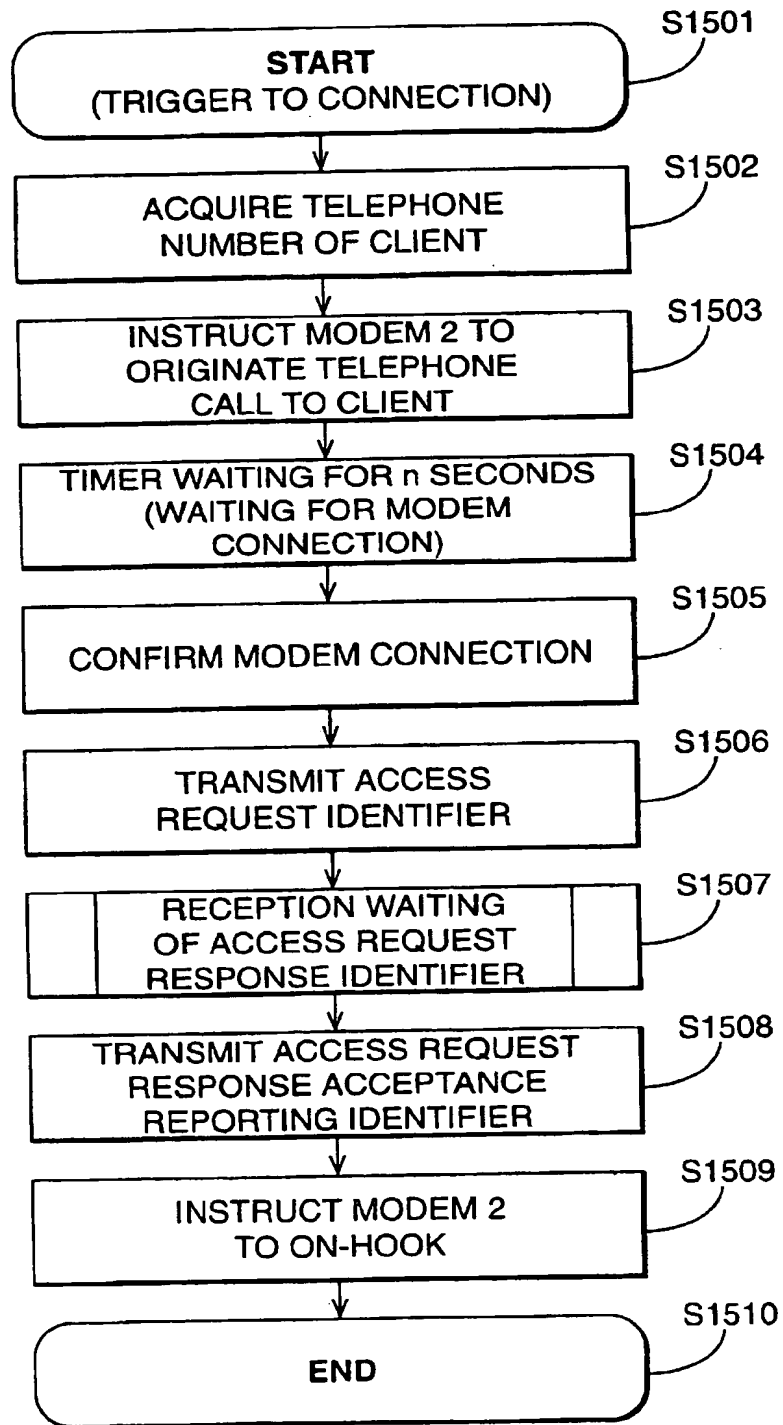 S1501
START
(TRIGGER TO CONNECTION)
S1502
ACQUIRE TELEPHONE
NUMBER OF CLIENT
S1503
INSTRUCT MODEM 2 TO
ORIGINATE TELEPHONE
CALL TO CLIENT
S1504
TIMER WAITING FOR n SECONDS
(WAITING FOR MODEM
CONNECTION)
S1505
CONFIRM MODEM CONNECTION
S1506
TRANSMIT ACCESS
REQUEST IDENTIFIER
S1507
RECEPTION WAITING
OF ACCESS REQUEST
RESPONSE IDENTIFIER
S1508
TRANSMIT ACCESS REQUEST
RESPONSE ACCEPTANCE
REPORTING IDENTIFIER
S1509
INSTRUCT MODEM 2
TO ON-HOOK
S1510
END